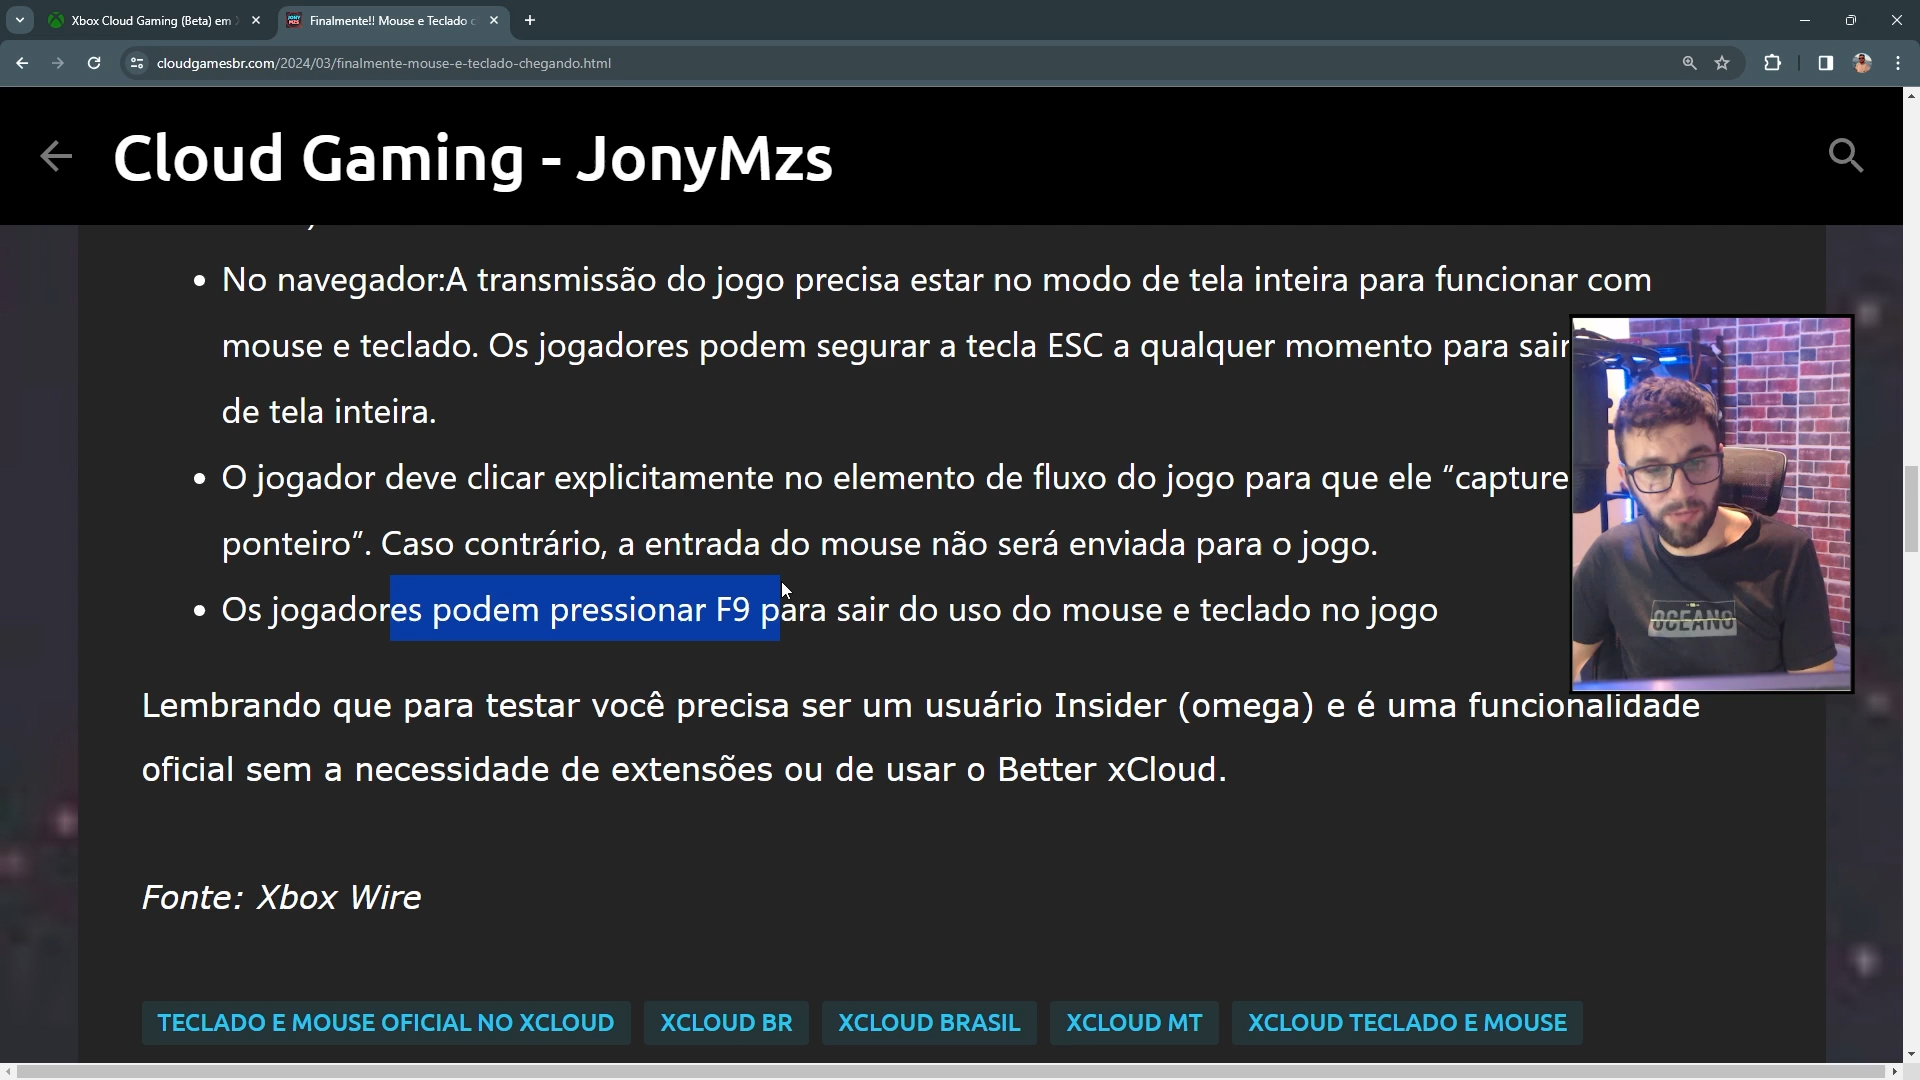 Xbox Cloud Gaming (Beta) em
Finalmente!! Mouse e Teclado
cloudgamesbr.com/2024/03/finalmente-mouse-e-teclado-chegando.html
Cloud Gaming - JonyMzs
• No navegador:A transmissão do jogo precisa estar no modo de tela inteira para funcionar com
mouse e teclado. Os jogadores podem segurar a tecla ESC a qualquer momento para sair
de tela inteira.
• O jogador deve clicar explicitamente no elemento de fluxo do jogo para que ele “capture
ponteiro”. Caso contrário, a entrada do mouse não será enviada para o jogo.
• Os jogadores podem pressionar F9 para sair do uso do mouse e teclado no jogo
OCEANO
Lembrando que para testar você precisa ser um usuário Insider (omega) e é uma funcionalidade
oficial sem a necessidade de extensões ou de usar o Better xCloud.
Fonte: Xbox Wire
TECLADO E MOUSE OFICIAL NO XCLOUD XCLOUD BR XCLOUD BRASIL XCLOUD MT XCLOUD TECLADO E MOUSE